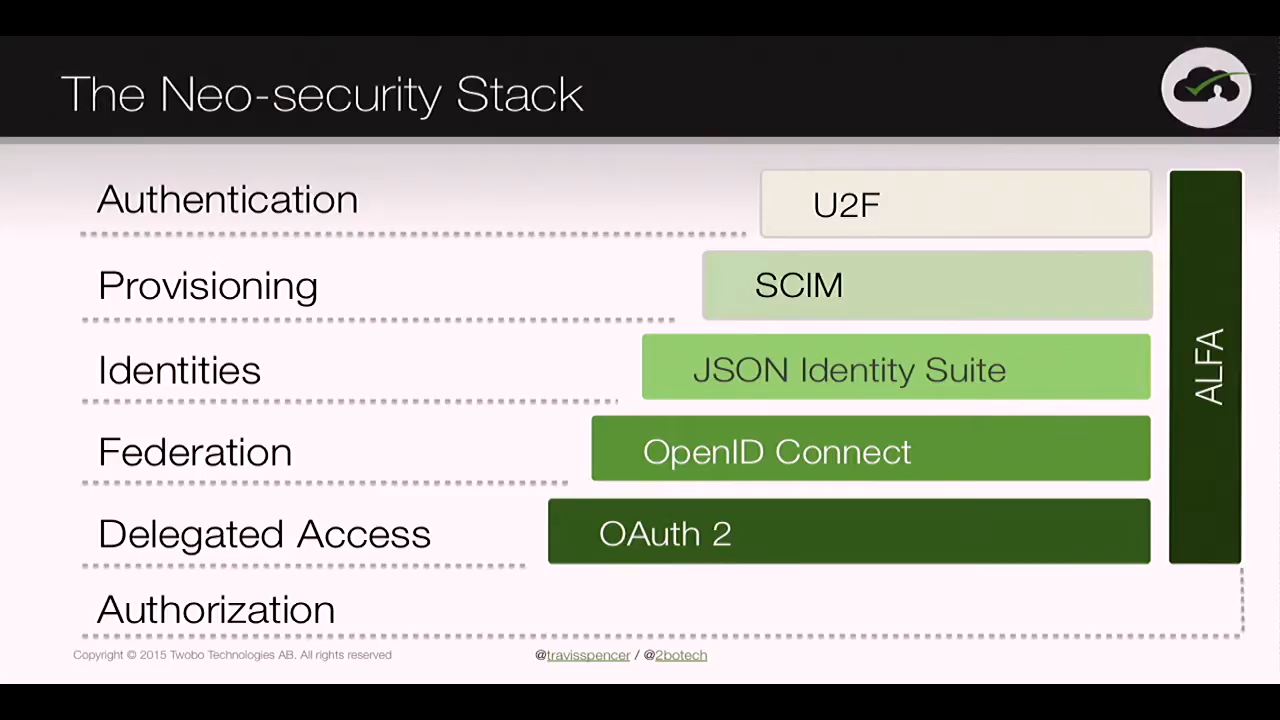 The Neo-security Stack
Authentication
U2F
Provisioning
SCIM
Identities
JSON Identity Suite
Federation
OpenID Connect
Delegated Access
OAuth 2
Authorization
ALFA
Copyright © 2015 Twobo Technologies AB. All rights reserved
@travisspencer / @2botech